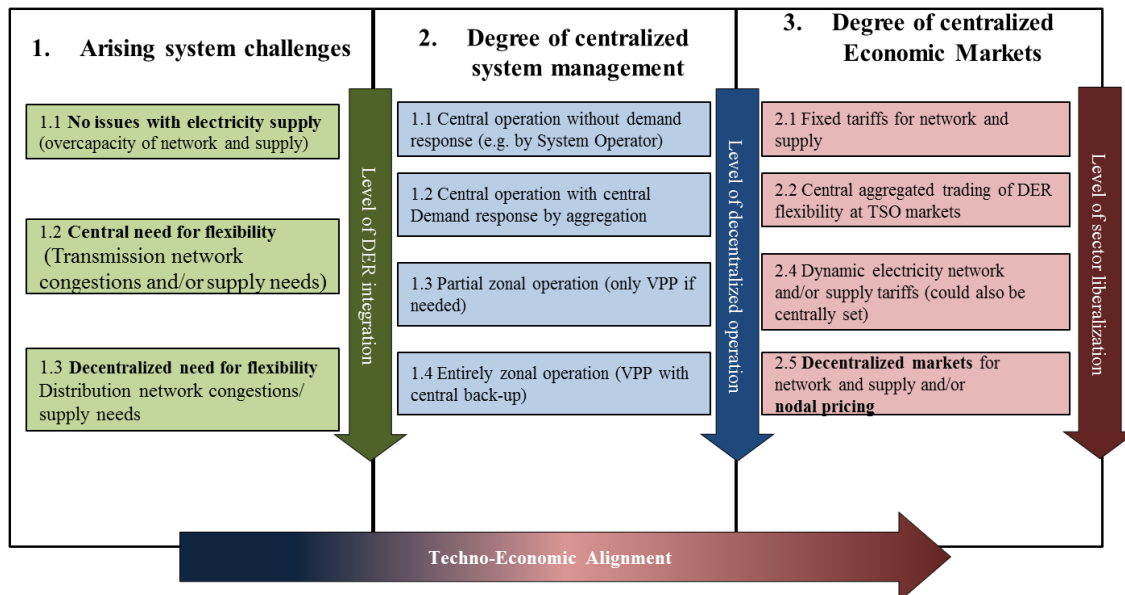 1. Arising system challenges
1.1 No issues with electricity supply
(overcapacity of network and supply)
1.2 Central need for flexibility
(Transmission network
congestions and/or supply needs)
1.3 Decentralized need for flexibility
Distribution network congestions/
supply needs
Level of DER integration
2. Degree of centralized
system management
1.1 Central operation without demand
response (e.g. by System Operator)
1.2 Central operation with central
Demand response by aggregation
1.3 Partial zonal operation (only VPP if
needed)
1.4 Entirely zonal operation (VPP with
central back-up)
Level of decentralized operation
3. Degree of centralized
Economic Markets
2.1 Fixed tariffs for network and
supply
2.2 Central aggregated trading of DER
flexibility at TSO markets
2.4 Dynamic electricity network
and/or supply tariffs (could also be
centrally set)
2.5 Decentralized markets for
network and supply and/or
nodal pricing
Level of sector liberalization
Techno-Economic Alignment